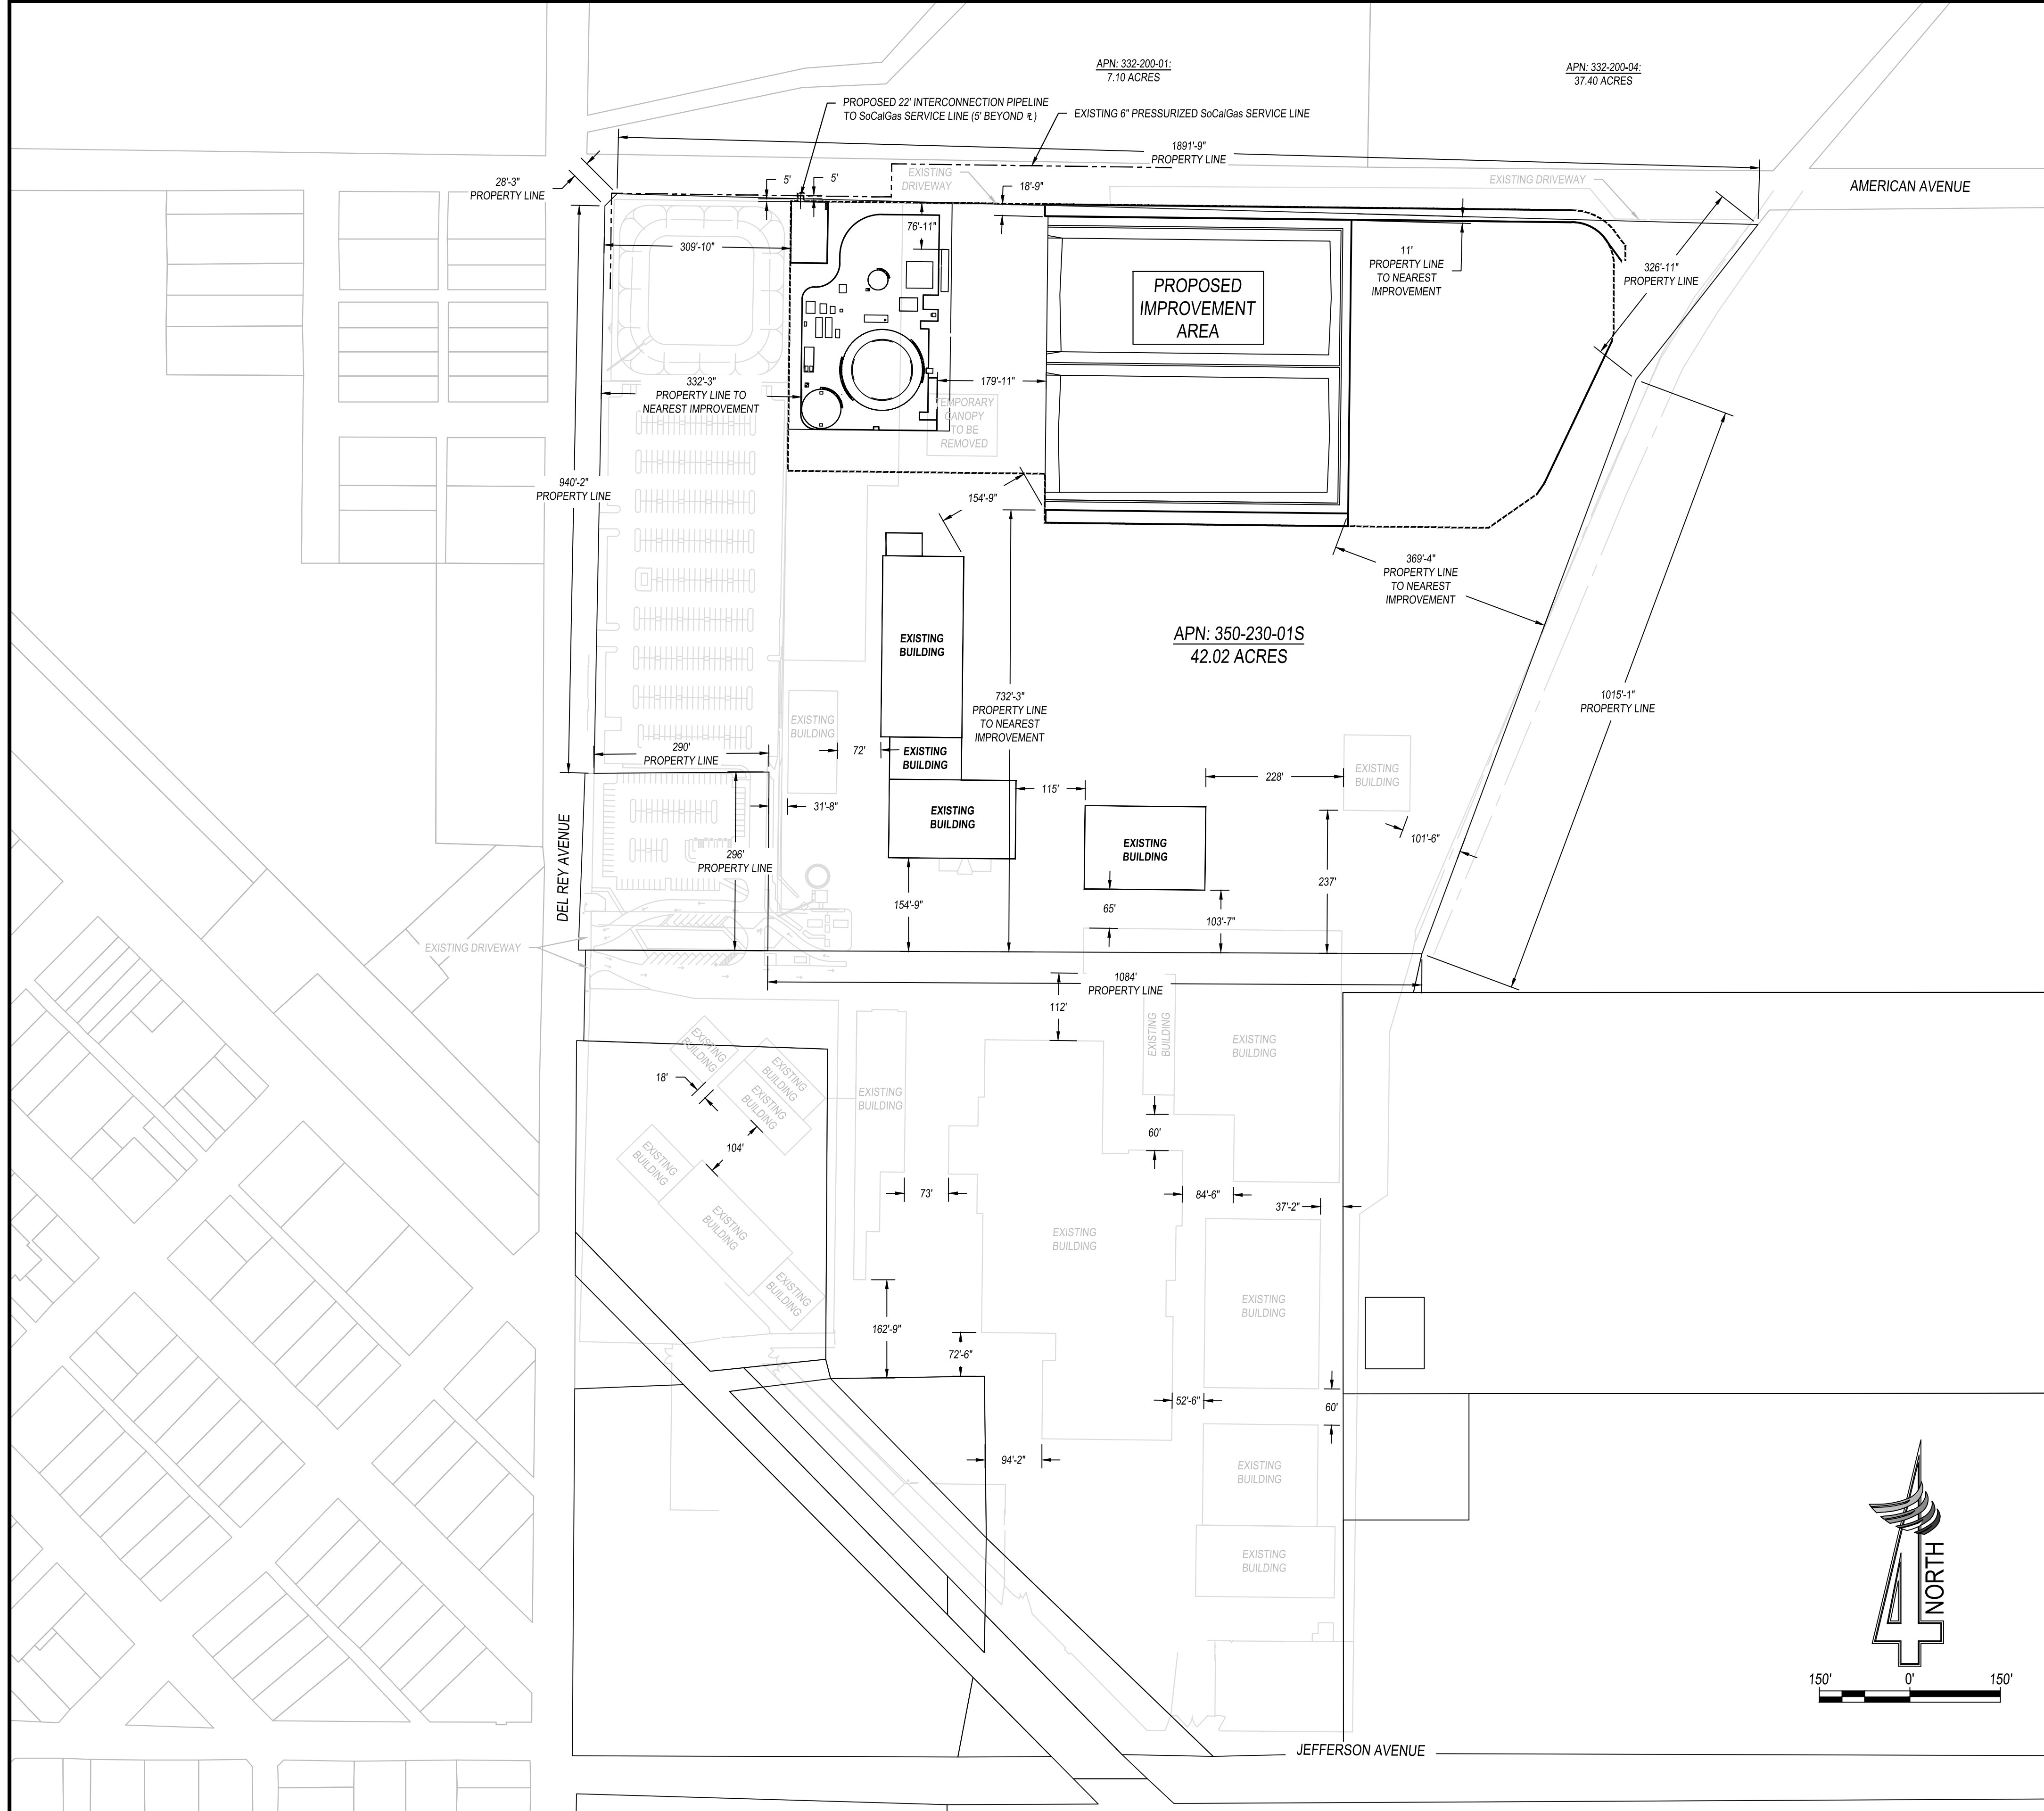 APN: 332-200-01:
7.10 ACRES
APN: 332-200-04:
37.40 ACRES
PROPOSED 22' INTERCONNECTION PIPELINE
TO SoCalGas SERVICE LINE (5' BEYOND ℞)
EXISTING 6" PRESSURIZED SoCalGas SERVICE LINE
1891'-9"
PROPERTY LINE
28'-3"
PROPERTY LINE
5'
5'
EXISTING
DRIVEWAY
18'-9"
EXISTING DRIVEWAY
AMERICAN AVENUE
76'-11"
309'-10"
11'
PROPERTY LINE
TO NEAREST
IMPROVEMENT
326'-11"
PROPERTY LINE
PROPOSED
IMPROVEMENT
AREA
332'-3"
PROPERTY LINE TO
NEAREST IMPROVEMENT
179'-11"
TEMPORARY
CANOPY
TO BE
REMOVED
940'-2"
PROPERTY LINE
154'-9"
369'-4"
PROPERTY LINE
TO NEAREST
IMPROVEMENT
EXISTING
BUILDING
APN: 350-230-01S
42.02 ACRES
732'-3"
PROPERTY LINE
TO NEAREST
IMPROVEMENT
1015'-1"
PROPERTY LINE
EXISTING
BUILDING
290'
PROPERTY LINE
72'
EXISTING
BUILDING
115'
228'
EXISTING
BUILDING
31'-8"
EXISTING
BUILDING
EXISTING
BUILDING
101'-6"
DEL REY AVENUE
296'
PROPERTY LINE
154'-9"
65'
103'-7"
237'
EXISTING DRIVEWAY
1084'
PROPERTY LINE
112'
EXISTING
BUILDING
EXISTING
BUILDING
EXISTING
BUILDING
EXISTING
BUILDING
EXISTING
BUILDING
EXISTING
BUILDING
18'
60'
104'
EXISTING
BUILDING
73'
84'-6"
37'-2"
EXISTING
BUILDING
EXISTING
BUILDING
EXISTING
BUILDING
EXISTING
BUILDING
162'-9"
72'-6"
52'-6"
60'
94'-2"
EXISTING
BUILDING
EXISTING
BUILDING
NORTH
150'
0'
150'
JEFFERSON AVENUE